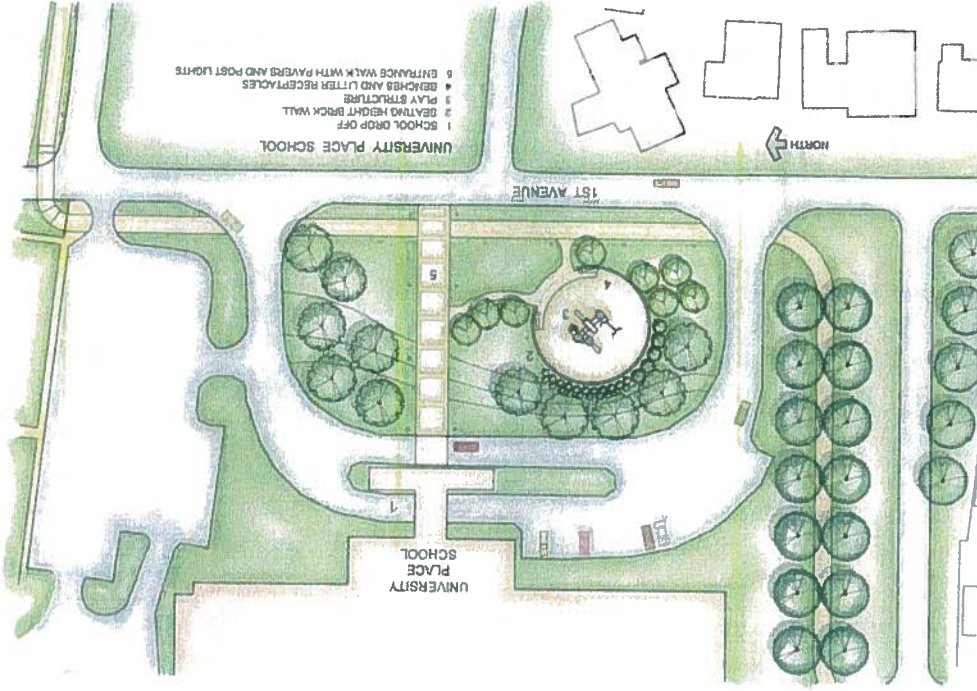 UNIVERSITY
PLACE
SCHOOL
1
2
3
4
5
1ST AVENUE
NORTH
UNIVERSITY PLACE SCHOOL
1 SCHOOL DROP OFF
2 SEATING HEIGHT BRICK WALL
3 PLAY STRUCTURE
4 BENCHES AND LITTER RECEPTACLES
5 ENTRANCE WALK WITH PAVERS AND POST LIGHTS